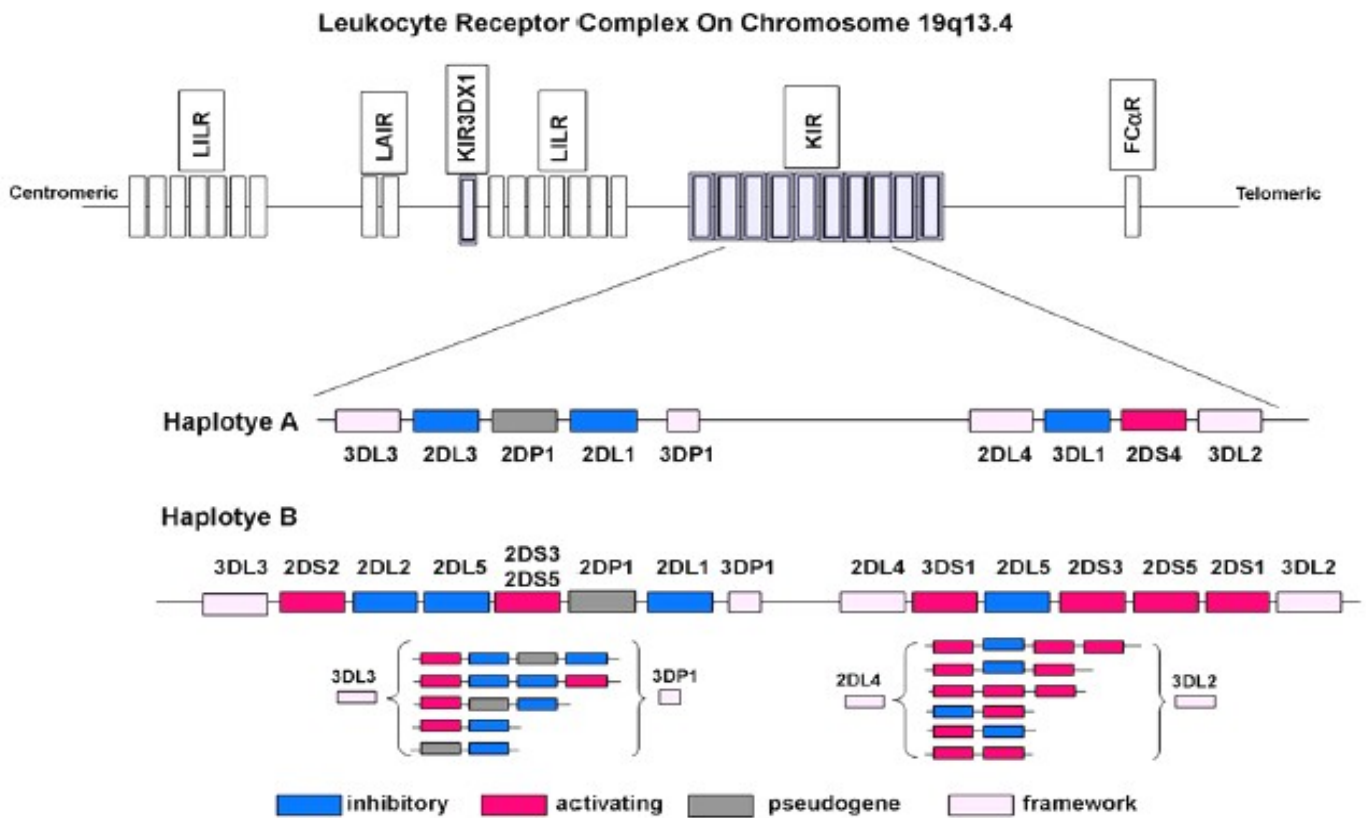 Leukocyte Receptor Complex On Chromosome 19q13.4
LILR
LAIR
KIR3DX1
LILR
KIR
FCαR
Centromeric
Telomeric
Haplotye A
3DL3 2DL3 2DP1 2DL1 3DP1 2DL4 3DL1 2DS4 3DL2
Haplotye B
3DL3 2DS2 2DL2 2DL5 2DS3 2DS5 2DP1 2DL1 3DP1 2DL4 3DS1 2DL5 2DS3 2DS5 2DS1 3DL2
3DL3 3DP1 2DL4 3DL2
inhibitory activating pseudogene framework